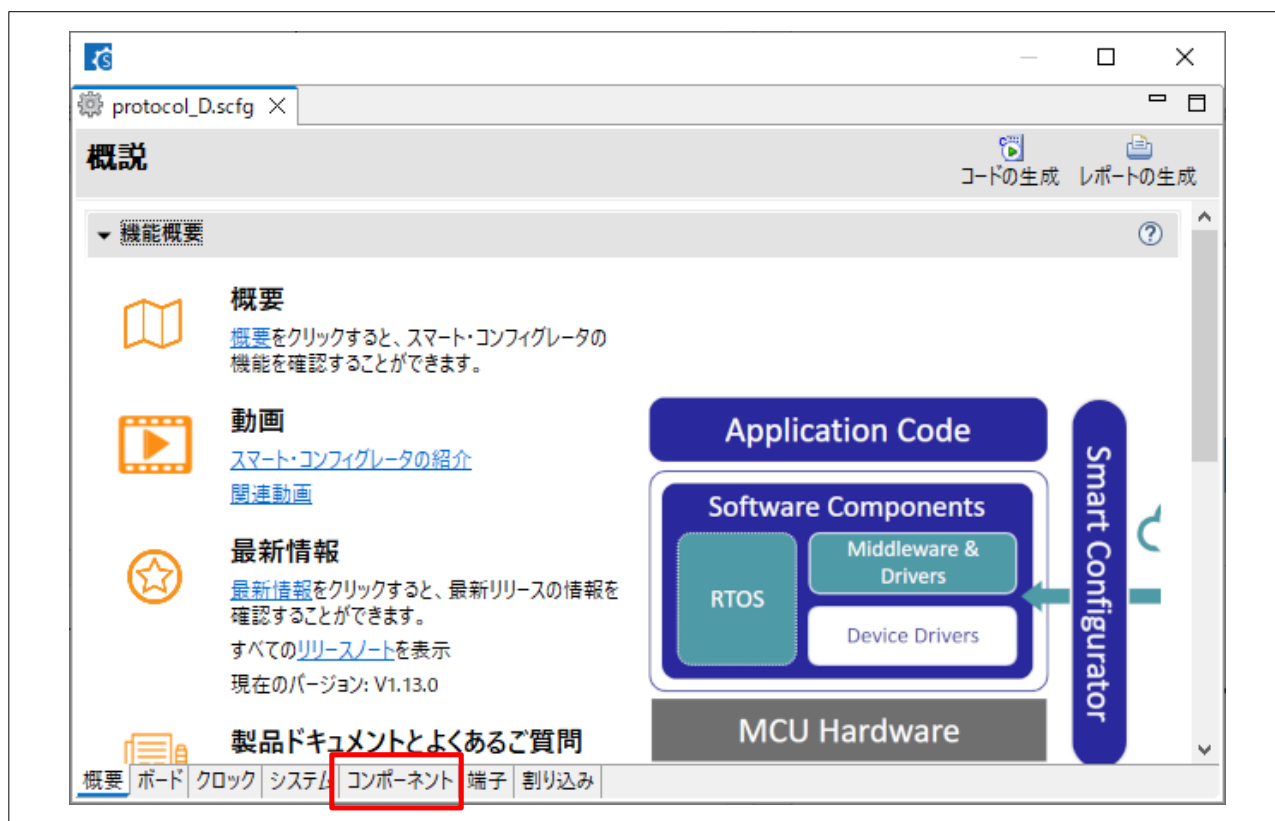 protocol_D.scfg
概説
コードの生成 レポートの生成
機能概要
概要
概要をクリックすると、スマート・コンフィグレータの
機能を確認することができます。
動画
スマート・コンフィグレータの紹介
関連動画
最新情報
最新情報をクリックすると、最新リリースの情報を
確認することができます。
すべてのリリースノートを表示
現在のバージョン: V1.13.0
製品ドキュメントとよくあるご質問
Application Code
Software Components
RTOS
Middleware &
Drivers
Device Drivers
MCU Hardware
Smart Configurator
概要 ボード クロック システム コンポーネント 端子 割り込み